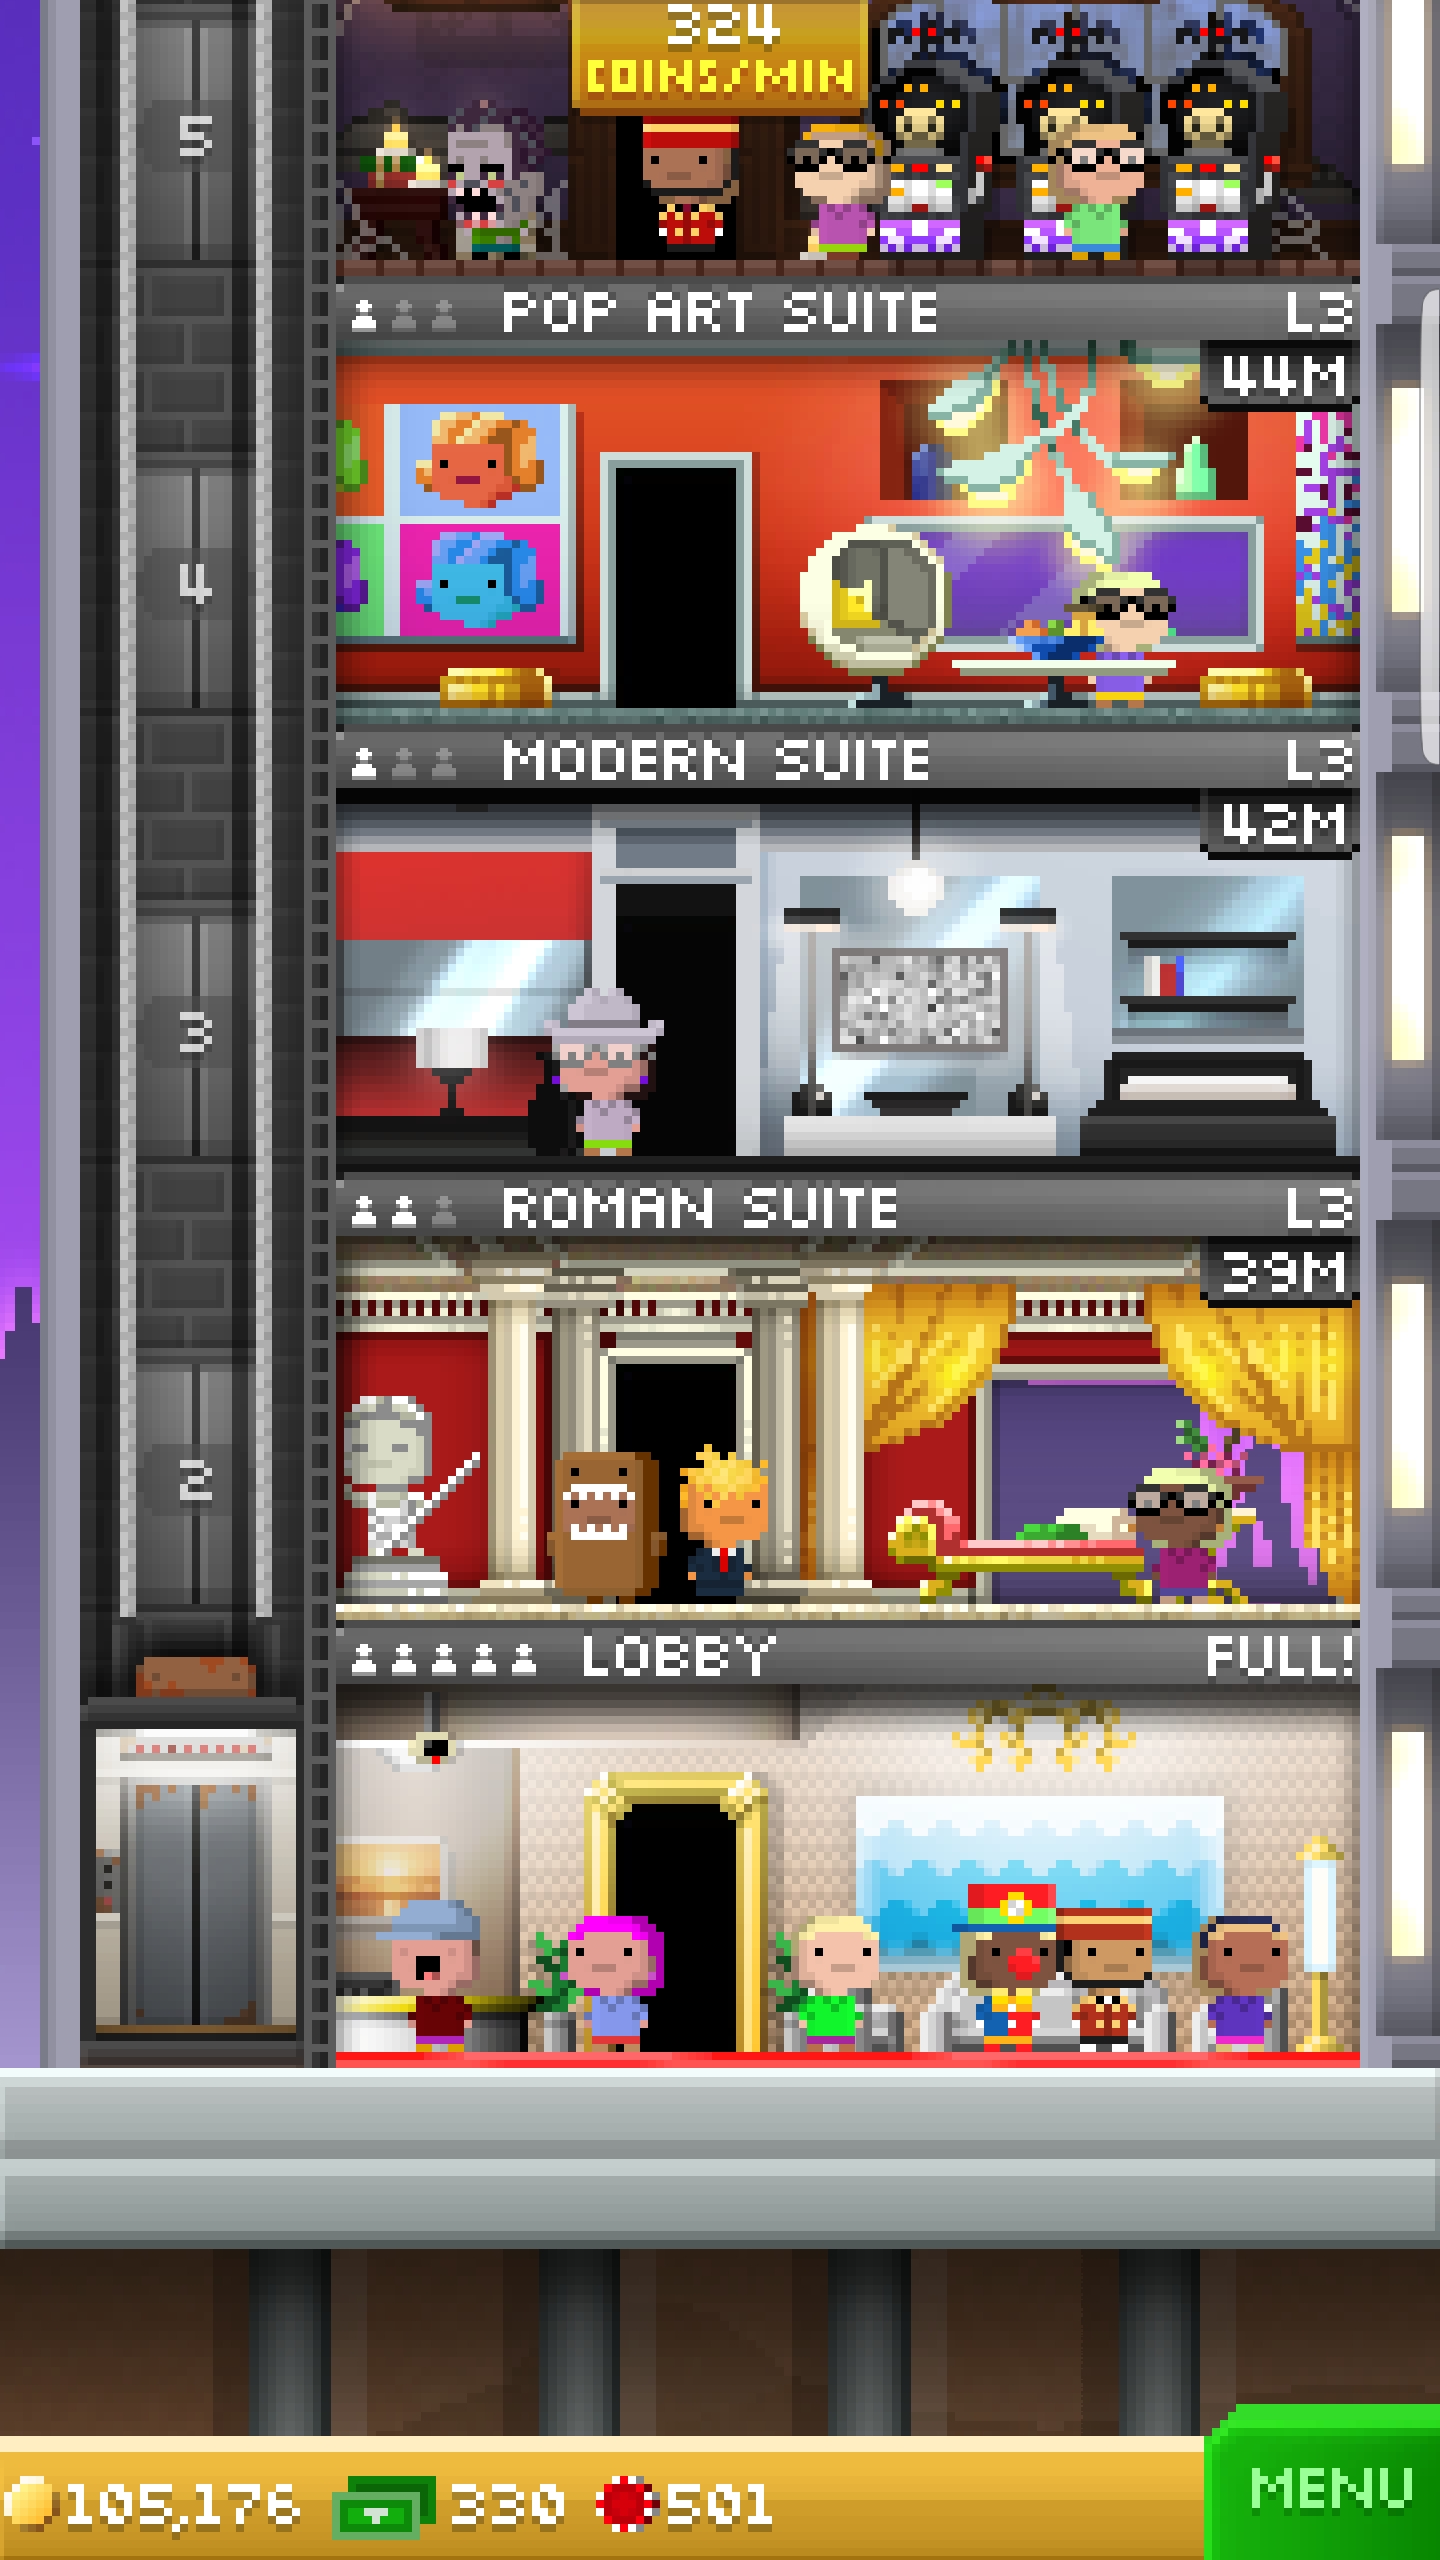 324
COINS/MIN
5
POP ART SUITE L3
44M
4
MODERN SUITE L3
42M
3
ROMAN SUITE L3
39M
2
LOBBY FULL!
105,176 330 501 MENU